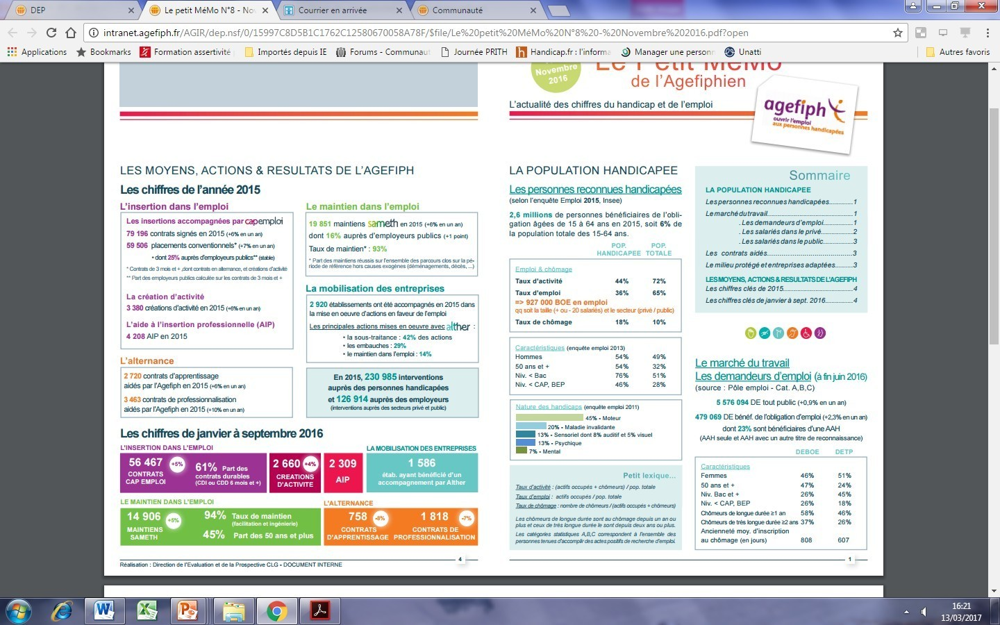 DEP
Le petit MéMo N°8 - Nov
Courrier en arrivée
Communauté
intranet.agefiph.fr/AGIR/dep.nsf/0/15997C8D5B1C1762C12580670058A78F/$file/Le%20petit%20MéMo%20N°8%20-%20Novembre%202016.pdf?open
Applications
Bookmarks
Formation assertivité
Importés depuis IE
Forums - Communaut
Journée PRITH
Handicap.fr : l'informa
Manager une personn
Unatti
Autres favoris
Novembre
2016
Le Petit MéMo
de l'Agefiphien
L'actualité des chiffres du handicap et de l'emploi
agefiph
ouvrir l'emploi
aux personnes handicapées
LES MOYENS, ACTIONS & RESULTATS DE L'AGEFIPH
Les chiffres de l'année 2015
L'insertion dans l'emploi
Les insertions accompagnées par capemploi
79 196 contrats signés en 2015 (+6% en un an)
59 506 placements conventionnels* (+7% en un an)
• dont 25% auprès d'employeurs publics** (stable)
* Contrats de 3 mois et + ,dont contrats en alternance, et créations d'activité
** Part des employeurs publics calculée sur les contrats de 3 mois et +
La création d'activité
3 380 créations d'activité en 2015 (+6% en un an)
L'aide à l'insertion professionnelle (AIP)
4 208 AIP en 2015
L'alternance
2 720 contrats d'apprentissage
aidés par l'Agefiph en 2015 (+6% en un an)
3 463 contrats de professionnalisation
aidés par l'Agefiph en 2015 (+10% en un an)
Le maintien dans l'emploi
19 851 maintiens sameth en 2015 (+6% en un an)
dont 16% auprès d'employeurs publics (+1 point)
Taux de maintien* : 93%
* Part des maintiens réussis sur l'ensemble des parcours clos sur la pé-
riode de référence hors causes exogènes (déménagements, décès, ...)
La mobilisation des entreprises
2 920 établissements ont été accompagnés en 2015 dans
la mise en oeuvre d'actions en faveur de l'emploi
Les principales actions mises en oeuvre avec alther :
• la sous-traitance : 42% des actions
• les embauches : 29%
• le maintien dans l'emploi : 14%
En 2015, 230 985 interventions
auprès des personnes handicapées
et 126 914 auprès des employeurs
(interventions auprès des secteurs privé et public)
Les chiffres de janvier à septembre 2016
L'INSERTION DANS L'EMPLOI
56 467 +5%
CONTRATS
CAP EMPLOI
61% Part des
contrats durables
(CDI ou CDD 6 mois et +)
2 660 +4%
CREATIONS
D'ACTIVITE
2 309
AIP
LA MOBILISATION DES ENTREPRISES
1 586
étab. ayant bénéficié d'un
accompagnement par Alther
LE MAINTIEN DANS L'EMPLOI
14 906 +5%
MAINTIENS
SAMETH
94% Taux de maintien
(facilitation et ingénierie)
45% Part des 50 ans et plus
L'ALTERNANCE
758 -8%
CONTRATS
D'APPRENTISSAGE
1 818 -7%
CONTRATS DE
PROFESSIONNALISATION
4
Réalisation : Direction de l'Evaluation et de la Prospective CLG - DOCUMENT INTERNE
LA POPULATION HANDICAPEE
Les personnes reconnues handicapées
(selon l'enquête Emploi 2015, Insee)
2,6 millions de personnes bénéficiaires de l'obli-
gation âgées de 15 à 64 ans en 2015, soit 6% de
la population totale des 15-64 ans.
POP. POP.
HANDICAPEE TOTALE
Emploi & chômage
Taux d'activité 44% 72%
Taux d'emploi 36% 65%
=> 927 000 BOE en emploi
qq soit la taille (+ ou - 20 salariés) et le secteur (privé / public)
Taux de chômage 18% 10%
Caractéristiques (enquête emploi 2013)
Hommes 54% 49%
50 ans et + 54% 32%
Niv. < Bac 76% 51%
Niv. < CAP, BEP 46% 28%
Nature des handicaps (enquête emploi 2011)
45% - Moteur
20% - Maladie invalidante
13% - Sensoriel dont 8% auditif et 5% visuel
13% - Psychique
7% - Mental
Petit lexique...
Taux d'activité : (actifs occupés + chômeurs) / pop. totale
Taux d'emploi : actifs occupés / pop. totale
Taux de chômage : nombre de chômeurs / (actifs occupés + chômeurs)
Les chômeurs de longue durée sont au chômage depuis un an ou
plus et ceux de très longue durée le sont depuis deux ans ou plus.
Les catégories statistiques A,B,C correspondent à l'ensemble des
personnes tenues d'accomplir des actes positifs de recherche d'emploi.
Sommaire
LA POPULATION HANDICAPEE
Les personnes reconnues handicapées............1
Le marché du travail................................1
. Les demandeurs d'emploi..............1
. Les salariés dans le privé...............2
. Les salariés dans le public..............3
Les contrats aidés...................................3
Le milieu protégé et entreprises adaptées.........3
LES MOYENS, ACTIONS & RESULTATS DE L'AGEFIPH
Les chiffres clés de 2015............................4
Les chiffres clés de janvier à sept. 2016.............4
Le marché du travail
Les demandeurs d'emploi (à fin juin 2016)
(source : Pôle emploi - Cat. A,B,C)
5 576 094 DE tout public (+0,9% en un an)
479 069 DE bénéf. de l'obligation d'emploi (+2,3% en un an)
dont 23% sont bénéficiaires d'une AAH
(AAH seule et AAH avec un autre titre de reconnaissance)
DEBOE DETP
Caractéristiques
Femmes 46% 51%
50 ans et + 47% 24%
Niv. Bac et + 26% 45%
Niv. < CAP, BEP 26% 18%
Chômeurs de longue durée ≥1 an 58% 46%
Chômeurs de très longue durée ≥2 ans 37% 26%
Ancienneté moy. d'inscription
au chômage (en jours) 808 607
1
16:21
13/03/2017